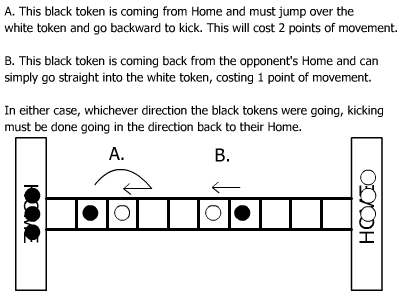 A. This black token is coming from Home and must jump over the
white token and go backward to kick. This will cost 2 points of movement.
B. This black token is coming back from the opponent's Home and can
simply go straight into the white token, costing 1 point of movement.
In either case, whichever direction the black tokens were going, kicking
must be done going in the direction back to their Home.
A.
B.
HOME
HOME